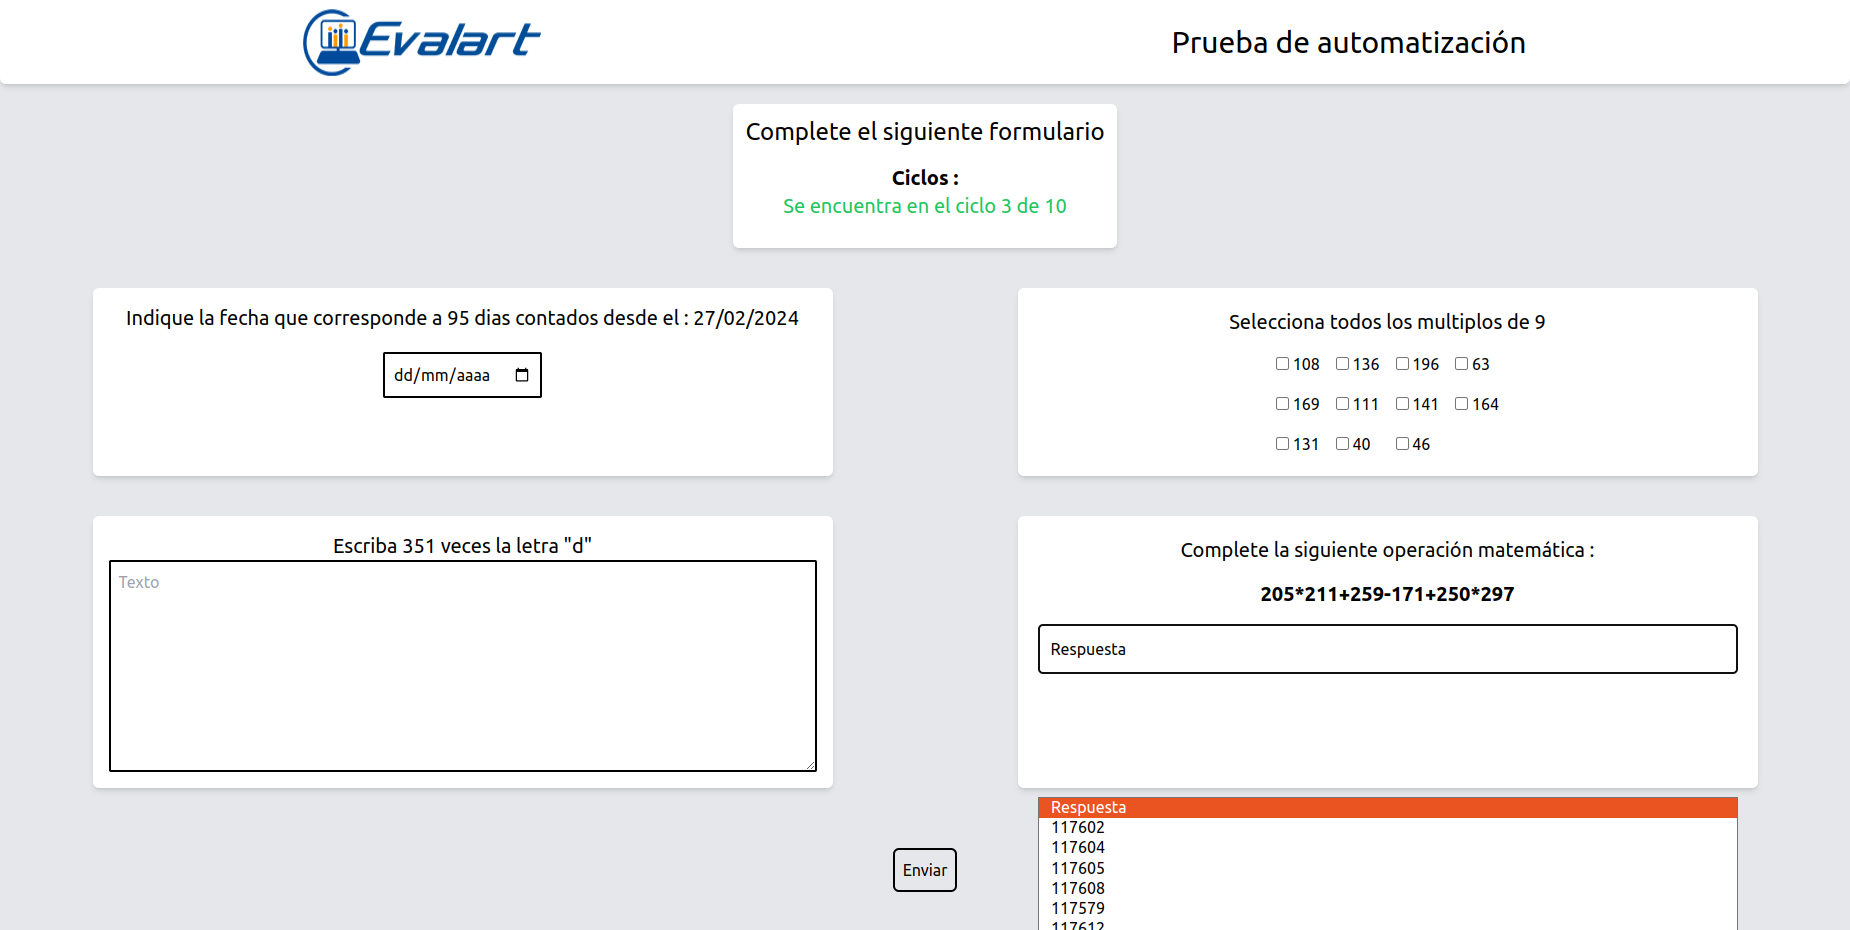 Evalart
Prueba de automatización
Complete el siguiente formulario
Ciclos :
Se encuentra en el ciclo 3 de 10
Indique la fecha que corresponde a 95 dias contados desde el : 27/02/2024
dd/mm/aaaa
Selecciona todos los multiplos de 9
108 136 196 63
169 111 141 164
131 40 46
Escriba 351 veces la letra "d"
Texto
Complete la siguiente operación matemática :
205*211+259-171+250*297
Respuesta
Respuesta
117602
117604
117605
117608
117579
117612
Enviar